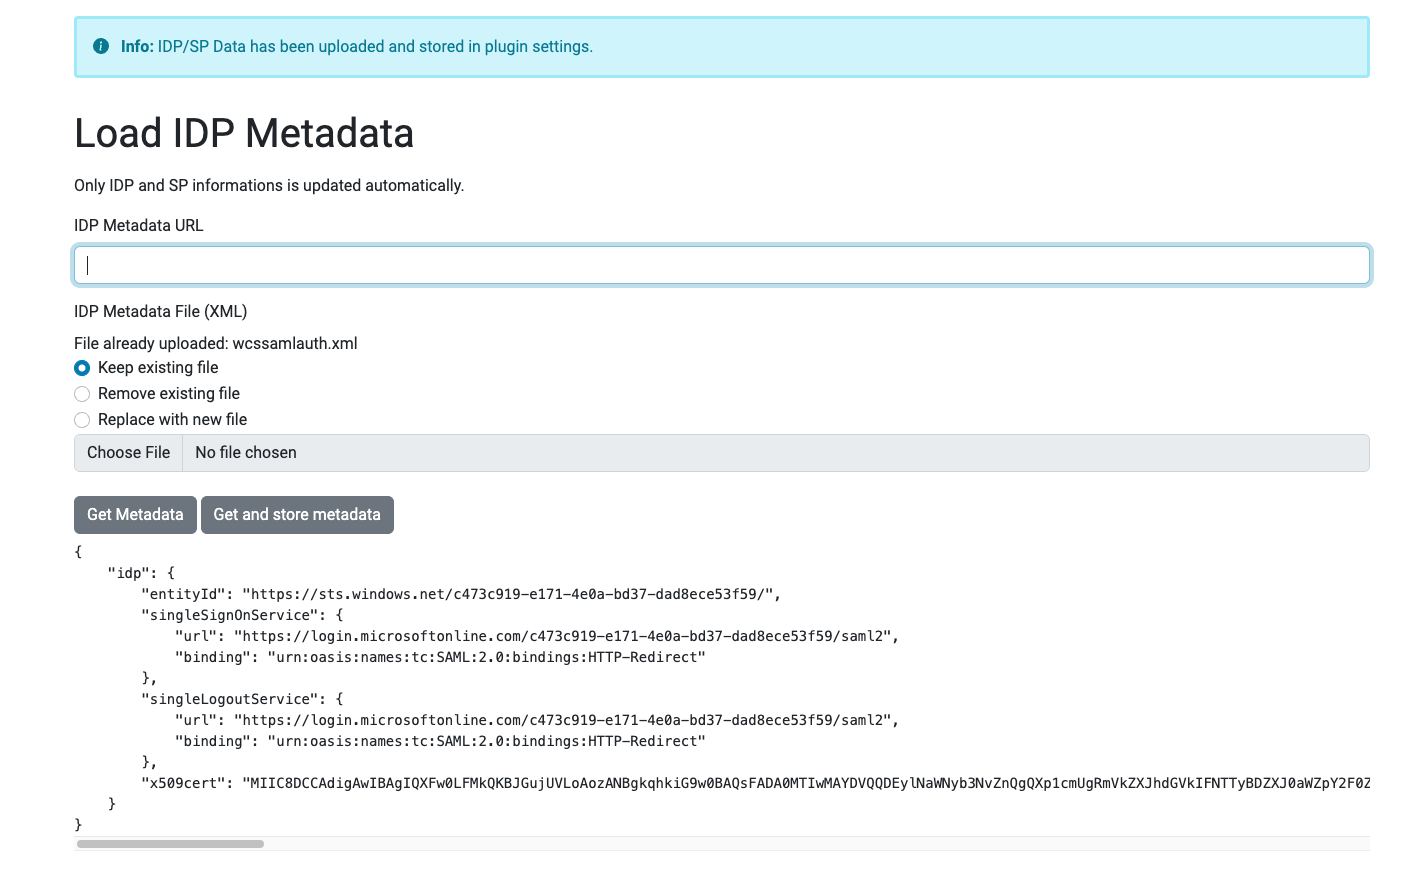 Info: IDP/SP Data has been uploaded and stored in plugin settings.
Load IDP Metadata
Only IDP and SP informations is updated automatically.
IDP Metadata URL
IDP Metadata File (XML)
File already uploaded: wcssamlauth.xml
Keep existing file
Remove existing file
Replace with new file
Choose File No file chosen
Get Metadata Get and store metadata
{
    "idp": {
        "entityId": "https://sts.windows.net/c473c919-e171-4e0a-bd37-dad8ece53f59/",
        "singleSignOnService": {
            "url": "https://login.microsoftonline.com/c473c919-e171-4e0a-bd37-dad8ece53f59/saml2",
            "binding": "urn:oasis:names:tc:SAML:2.0:bindings:HTTP-Redirect"
        },
        "singleLogoutService": {
            "url": "https://login.microsoftonline.com/c473c919-e171-4e0a-bd37-dad8ece53f59/saml2",
            "binding": "urn:oasis:names:tc:SAML:2.0:bindings:HTTP-Redirect"
        },
        "x509cert": "MIIC8DCCAdigAwIBAgIQXFw0LFMkQKBJGujUVLoAozANBgkqhkiG9w0BAQsFADA0MTIwMAYDVQQDEylNaWNyb3NvZnQgQXp1cmUgRmVkZXJhdGVkIFNTTyBDZXJ0aWZpY2F0Z
    }
}